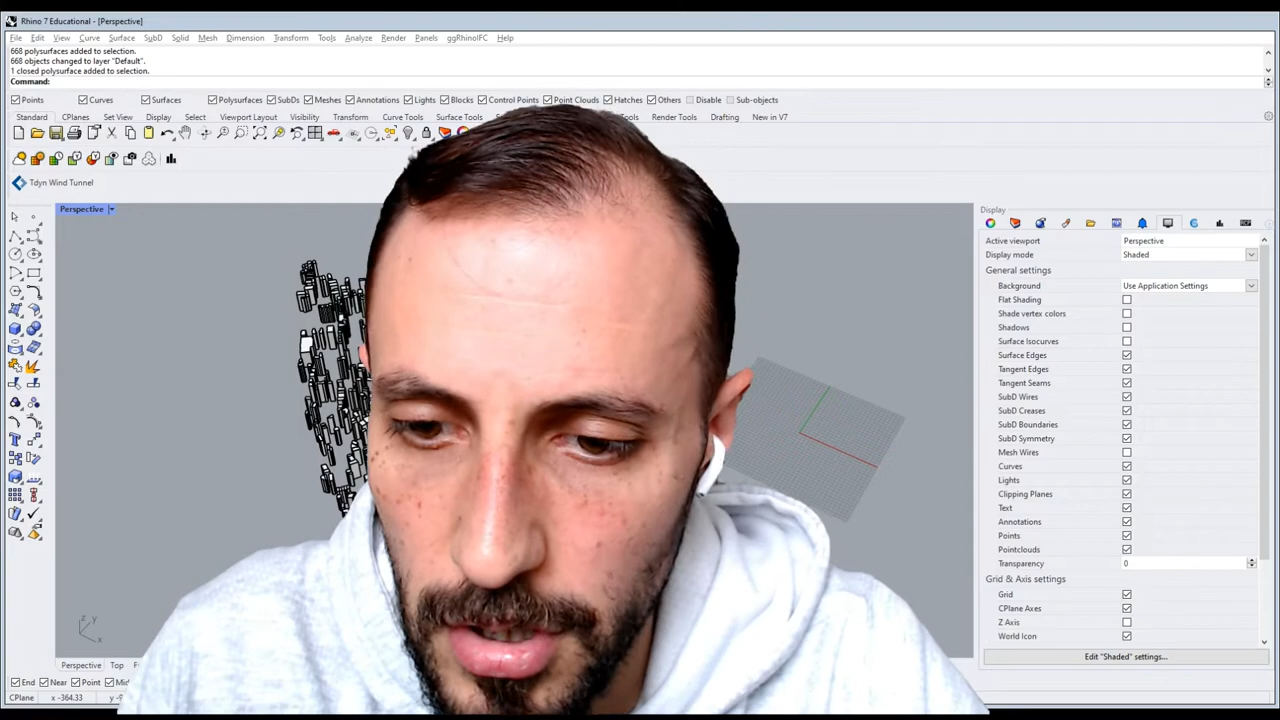 Rhino 7 Educational - [Perspective]
File Edit View Curve Surface SubD Solid Mesh Dimension Transform Tools Analyze Render Panels ggRhinoIFC Help
668 polysurfaces added to selection.
668 objects changed to layer "Default".
1 closed polysurface added to selection.
Command:
Points Curves Surfaces Polysurfaces SubDs Meshes Annotations Lights Blocks Control Points Point Clouds Hatches Others Disable Sub-objects
Standard CPlanes Set View Display Select Viewport Layout Visibility Transform Curve Tools Surface Tools Tools Render Tools Drafting New in V7
Tdyn Wind Tunnel
Perspective
Display
Active viewport Perspective
Display mode Shaded
General settings
Background Use Application Settings
Flat Shading
Shade vertex colors
Shadows
Surface Isocurves
Surface Edges
Tangent Edges
Tangent Seams
SubD Wires
SubD Creases
SubD Boundaries
SubD Symmetry
Mesh Wires
Curves
Lights
Clipping Planes
Text
Annotations
Points
Pointclouds
Transparency 0
Grid & Axis settings
Grid
CPlane Axes
Z Axis
World Icon
Edit "Shaded" settings...
z y
x
Perspective Top
End Near Point
CPlane x -364.33